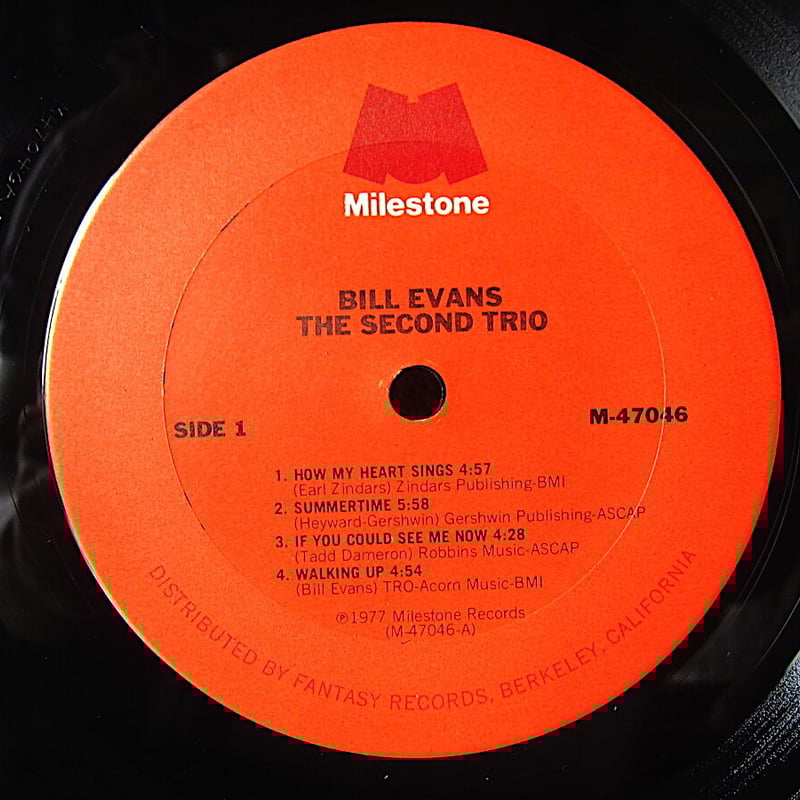 Milestone
BILL EVANS
THE SECOND TRIO
SIDE 1
M-47046
1. HOW MY HEART SINGS 4:57
(Earl Zindars) Zindars Publishing-BMI
2. SUMMERTIME 5:58
(Heyward-Gershwin) Gershwin Publishing-ASCAP
3. IF YOU COULD SEE ME NOW 4:28
(Tadd Dameron) Robbins Music-ASCAP
4. WALKING UP 4:54
(Bill Evans) TRO-Acorn Music-BMI
℗1977 Milestone Records
(M-47046-A)
DISTRIBUTED BY FANTASY RECORDS, BERKELEY, CALIFORNIA